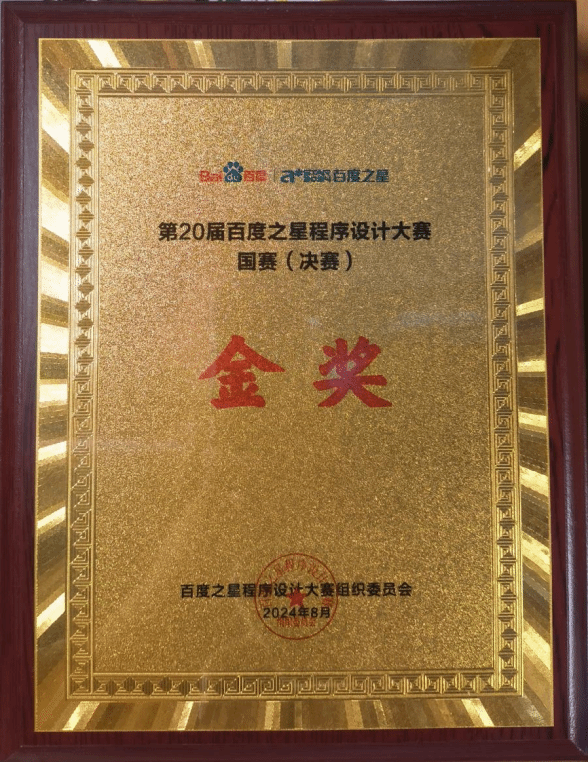 Bai du 百度 百度之星
第20届百度之星程序设计大赛
国赛（决赛）
金奖
百度之星程序设计大赛组织委员会
2024年8月